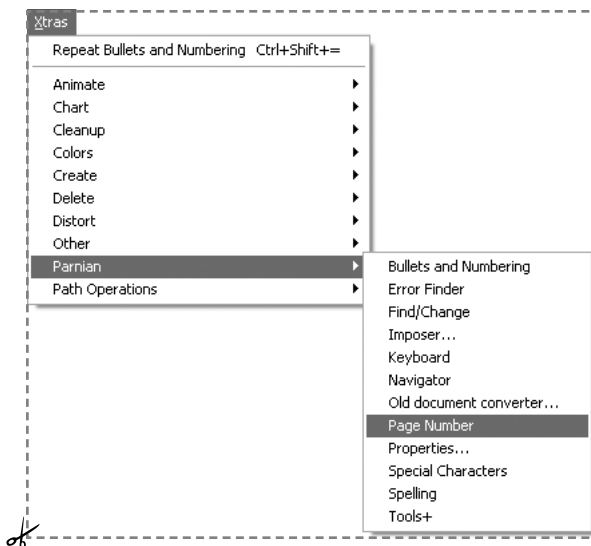 Xtras
Repeat Bullets and Numbering Ctrl+Shift+=
Animate
Chart
Cleanup
Colors
Create
Delete
Distort
Other
Parnian
Path Operations
Bullets and Numbering
Error Finder
Find/Change
Imposer...
Keyboard
Navigator
Old document converter...
Page Number
Properties...
Special Characters
Spelling
Tools+